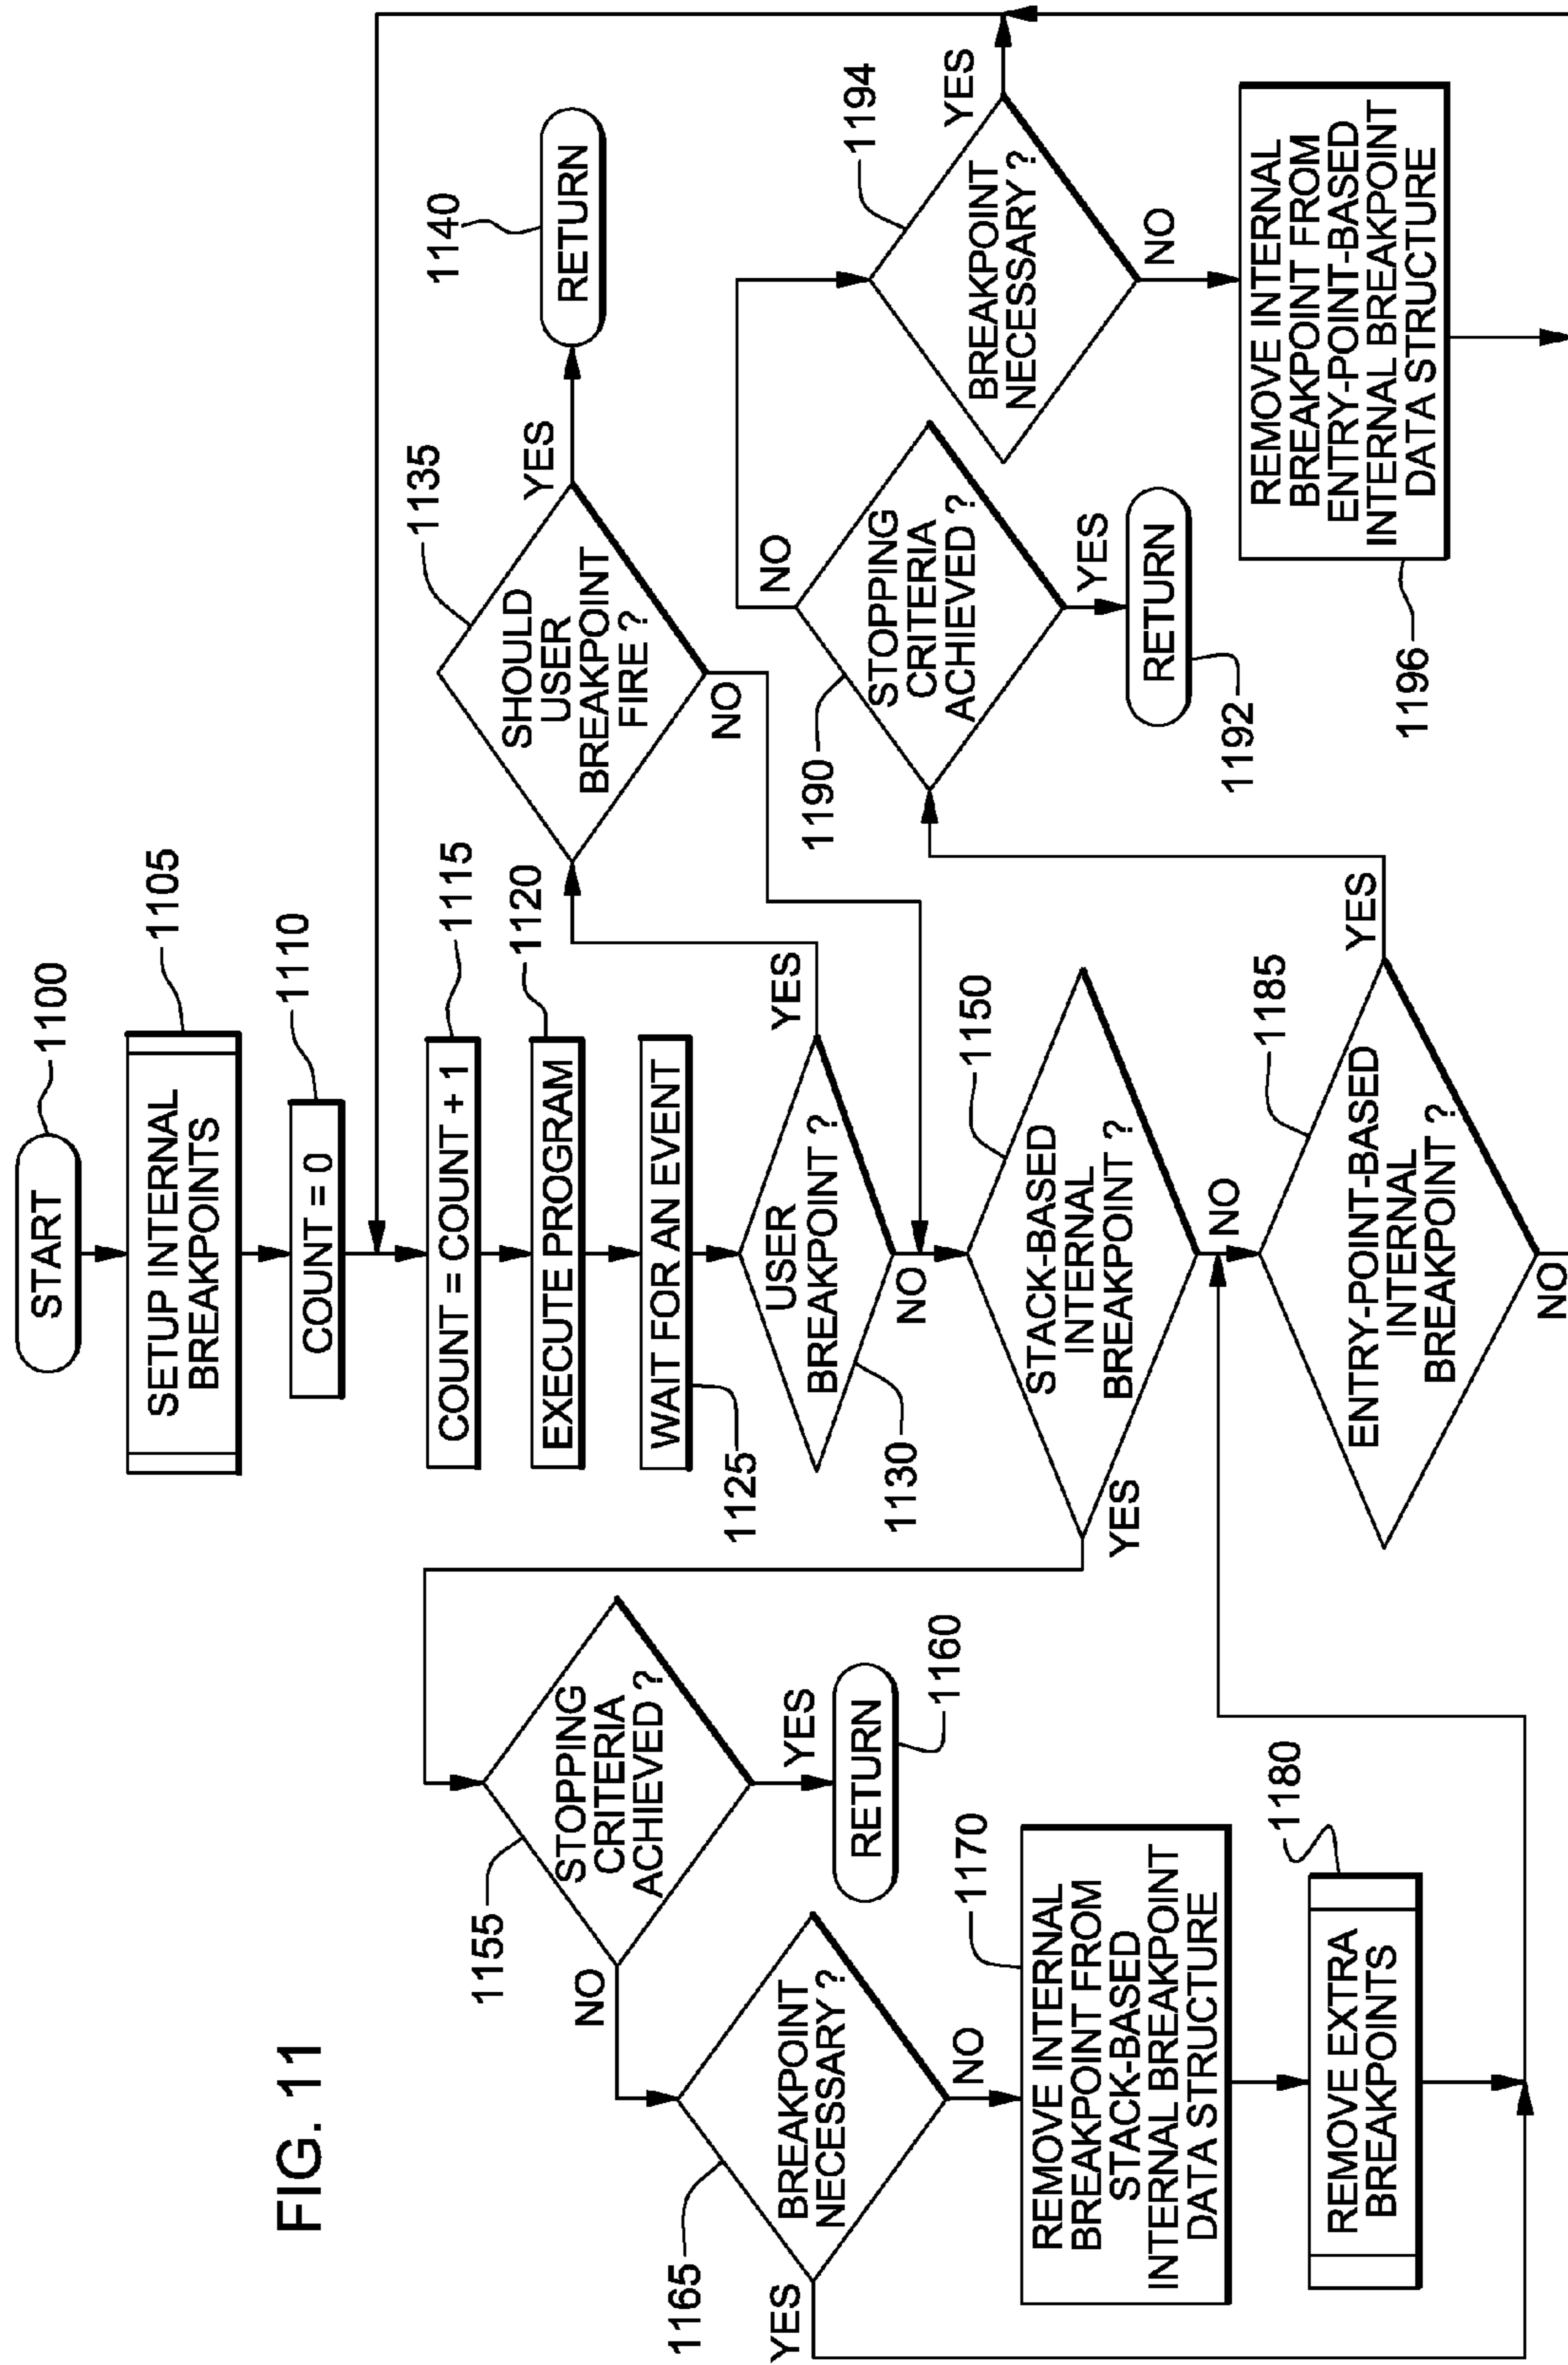 FIG. 11
START
1100
SETUP INTERNAL
BREAKPOINTS
1105
COUNT = 0
1110
COUNT = COUNT + 1
1115
EXECUTE PROGRAM
1120
WAIT FOR AN EVENT
1125
USER
BREAKPOINT ?
1130
YES
NO
SHOULD
USER
BREAKPOINT
FIRE ?
1135
YES
NO
RETURN
1140
STACK-BASED
INTERNAL
BREAKPOINT ?
1150
YES
NO
STOPPING
CRITERIA
ACHIEVED ?
1155
NO
YES
RETURN
1160
BREAKPOINT
NECESSARY ?
1165
YES
NO
REMOVE INTERNAL
BREAKPOINT FROM
STACK-BASED
INTERNAL BREAKPOINT
DATA STRUCTURE
1170
REMOVE EXTRA
BREAKPOINTS
1180
ENTRY-POINT-BASED
INTERNAL
BREAKPOINT ?
1185
YES
NO
STOPPING
CRITERIA
ACHIEVED ?
1190
NO
YES
RETURN
1192
BREAKPOINT
NECESSARY ?
1194
YES
NO
REMOVE INTERNAL
BREAKPOINT FROM
ENTRY-POINT-BASED
INTERNAL BREAKPOINT
DATA STRUCTURE
1196